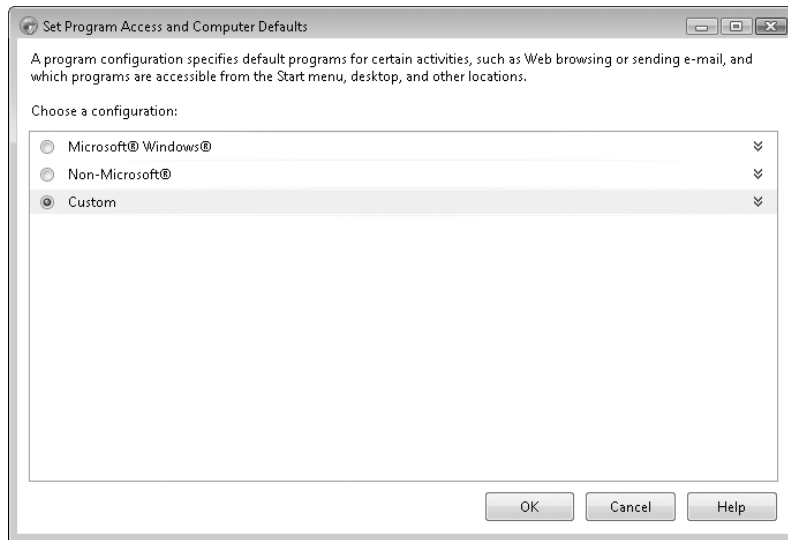 Set Program Access and Computer Defaults
A program configuration specifies default programs for certain activities, such as Web browsing or sending e-mail, and
which programs are accessible from the Start menu, desktop, and other locations.
Choose a configuration:
Microsoft® Windows®
Non-Microsoft®
Custom
OK Cancel Help